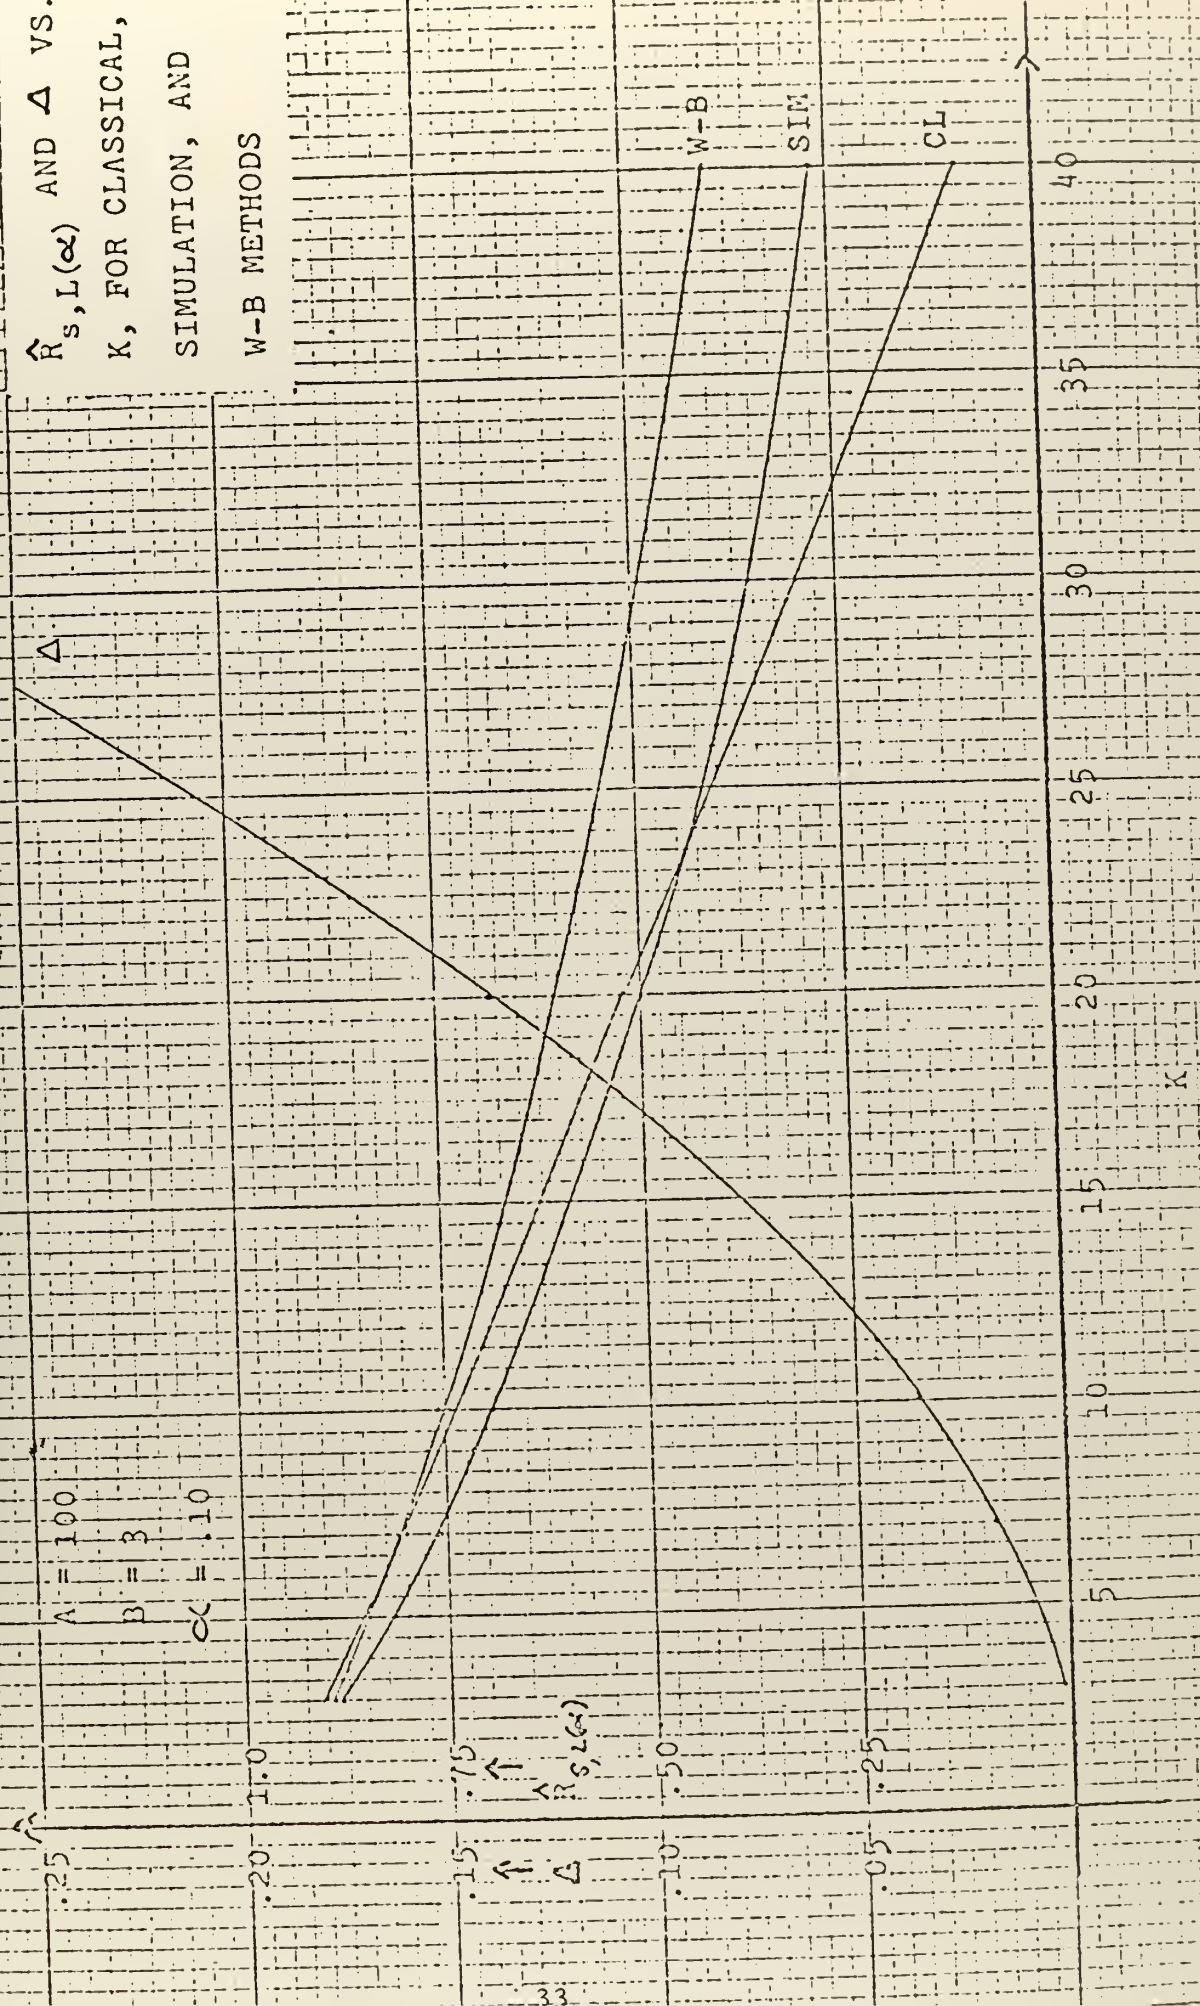 R̂s,L(α) AND Δ VS.
K, FOR CLASSICAL,
SIMULATION, AND
W-B METHODS
A = 100
B = 3
α = .10
Δ
W-B
SIM
CL
.25
.20
.15
.10
.05
Δ
1.0
.75
.50
.25
R̂s,L(α)
5
10
15
20
25
30
35
40
K
33